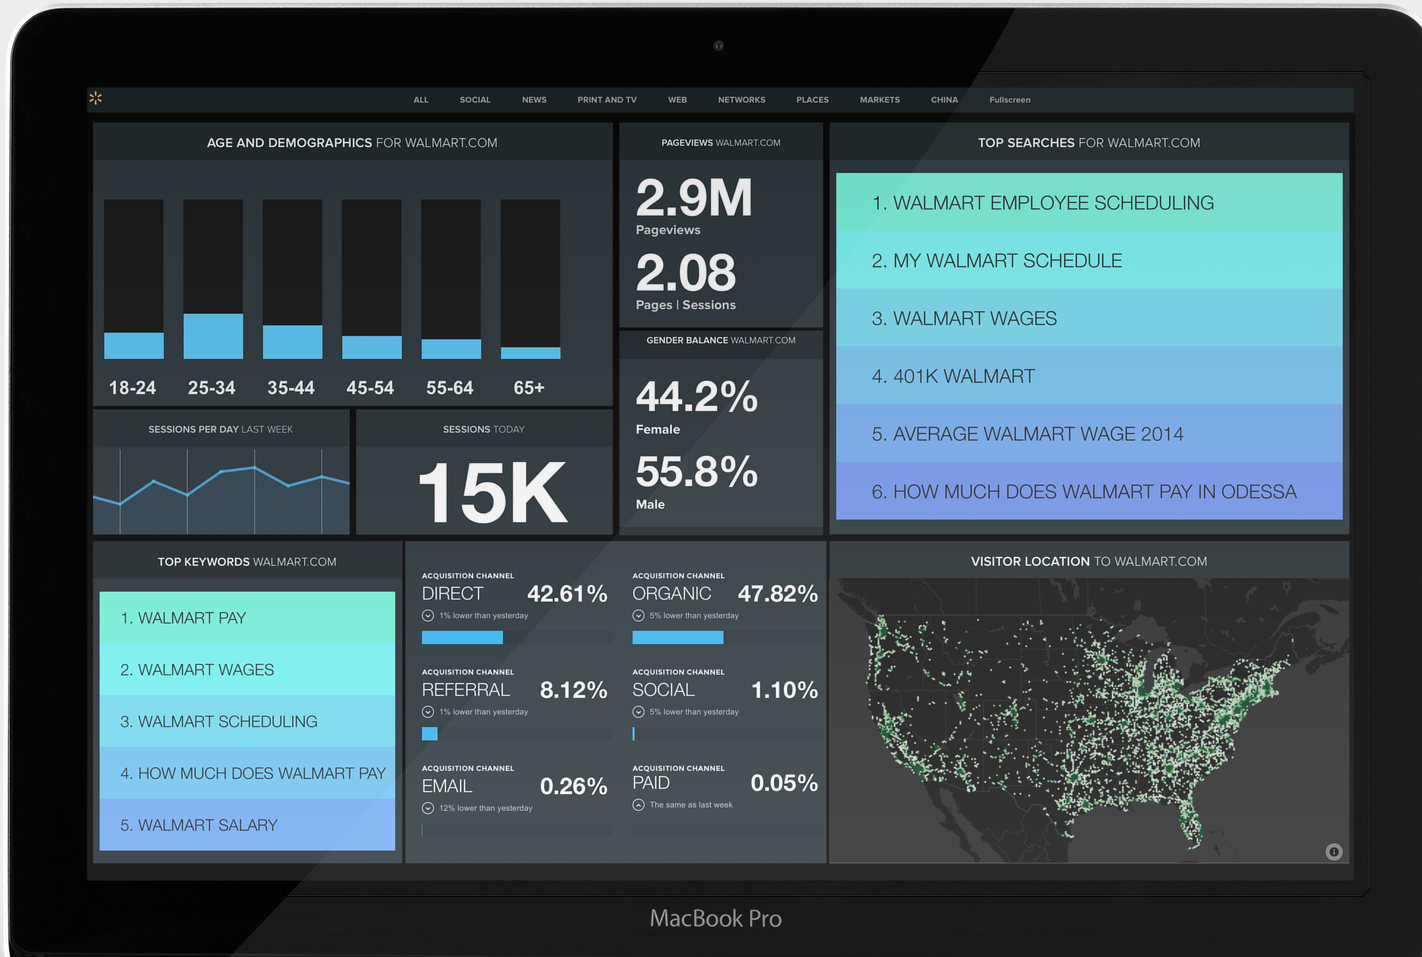 ALL SOCIAL NEWS PRINT AND TV WEB NETWORKS PLACES MARKETS CHINA Fullscreen
AGE AND DEMOGRAPHICS FOR WALMART.COM
18-24 25-34 35-44 45-54 55-64 65+
PAGEVIEWS WALMART.COM
2.9M
Pageviews
2.08
Pages | Sessions
GENDER BALANCE WALMART.COM
44.2%
Female
55.8%
Male
TOP SEARCHES FOR WALMART.COM
1. WALMART EMPLOYEE SCHEDULING
2. MY WALMART SCHEDULE
3. WALMART WAGES
4. 401K WALMART
5. AVERAGE WALMART WAGE 2014
6. HOW MUCH DOES WALMART PAY IN ODESSA
SESSIONS PER DAY LAST WEEK
SESSIONS TODAY
15K
TOP KEYWORDS WALMART.COM
1. WALMART PAY
2. WALMART WAGES
3. WALMART SCHEDULING
4. HOW MUCH DOES WALMART PAY
5. WALMART SALARY
ACQUISITION CHANNEL
DIRECT 42.61%
1% lower than yesterday
ACQUISITION CHANNEL
ORGANIC 47.82%
5% lower than yesterday
ACQUISITION CHANNEL
REFERRAL 8.12%
1% lower than yesterday
ACQUISITION CHANNEL
SOCIAL 1.10%
5% lower than yesterday
ACQUISITION CHANNEL
EMAIL 0.26%
12% lower than yesterday
ACQUISITION CHANNEL
PAID 0.05%
The same as last week
VISITOR LOCATION TO WALMART.COM
MacBook Pro